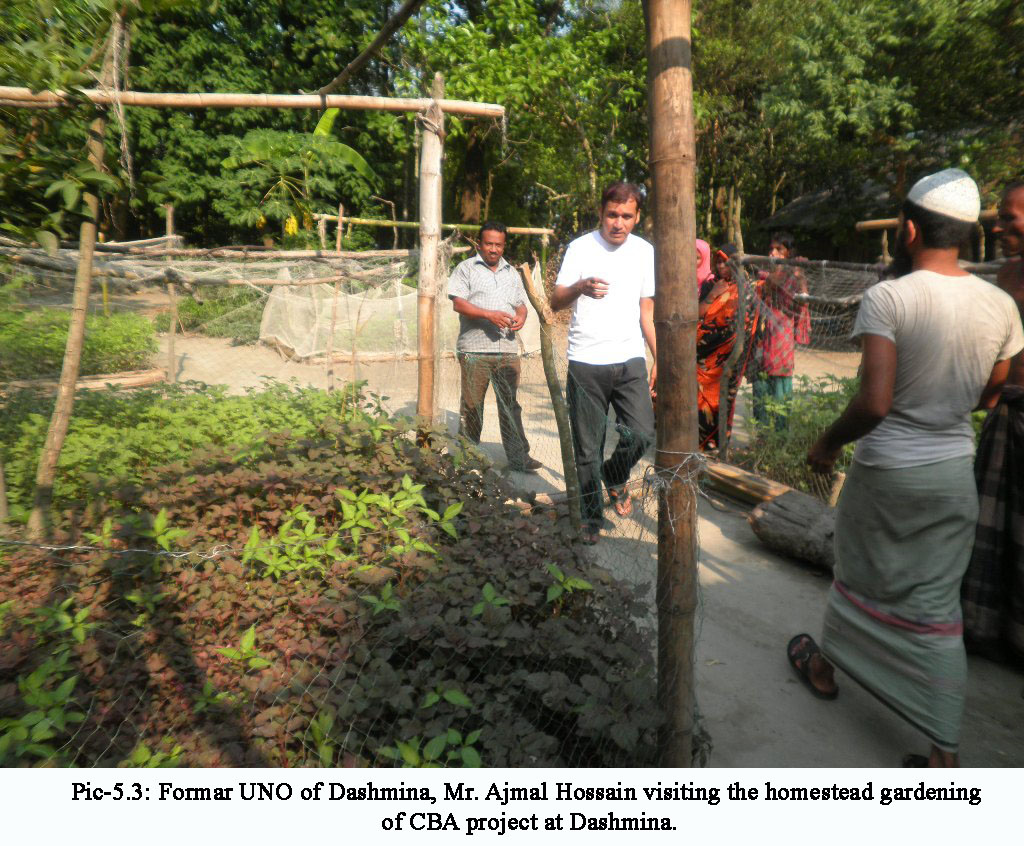 Pic-5.3: Formar UNO of Dashmina, Mr. Ajmal Hossain visiting the homestead gardening
of CBA project at Dashmina.